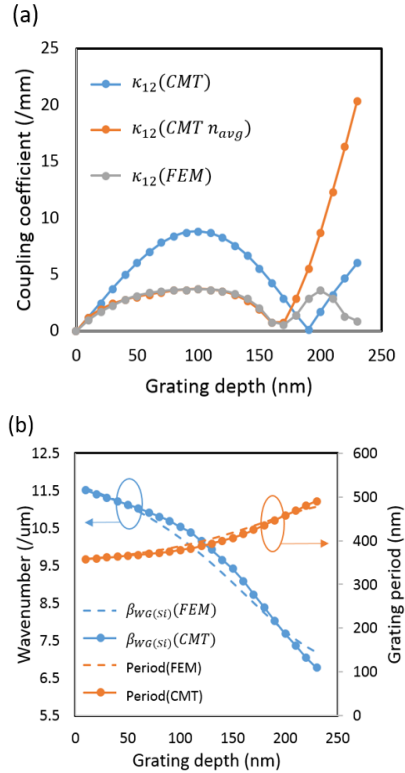 (a)
25
20
15
10
5
0
Coupling coefficient (/mm)
κ₁₂(CMT)
κ₁₂(CMT nₐᵥg)
κ₁₂(FEM)
0 50 100 150 200 250
Grating depth (nm)
(b)
12.5
11.5
10.5
9.5
8.5
7.5
6.5
5.5
Wavenumber (/um)
600
500
400
300
200
100
0
Grating period (nm)
β_WG(Si)(FEM)
β_WG(Si)(CMT)
Period(FEM)
Period(CMT)
0 50 100 150 200 250
Grating depth (nm)